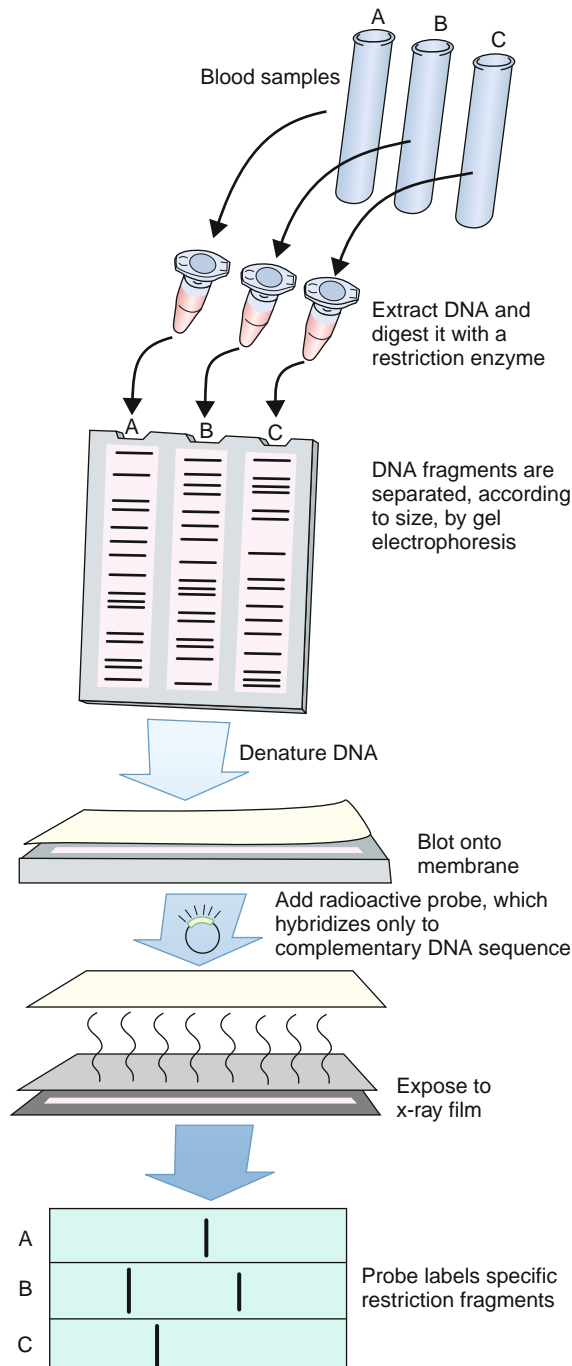 A
B
C
Blood samples
Extract DNA and
digest it with a
restriction enzyme
A
B
C
DNA fragments are
separated, according
to size, by gel
electrophoresis
Denature DNA
Blot onto
membrane
Add radioactive probe, which
hybridizes only to
complementary DNA sequence
Expose to
x-ray film
A
B
C
Probe labels specific
restriction fragments